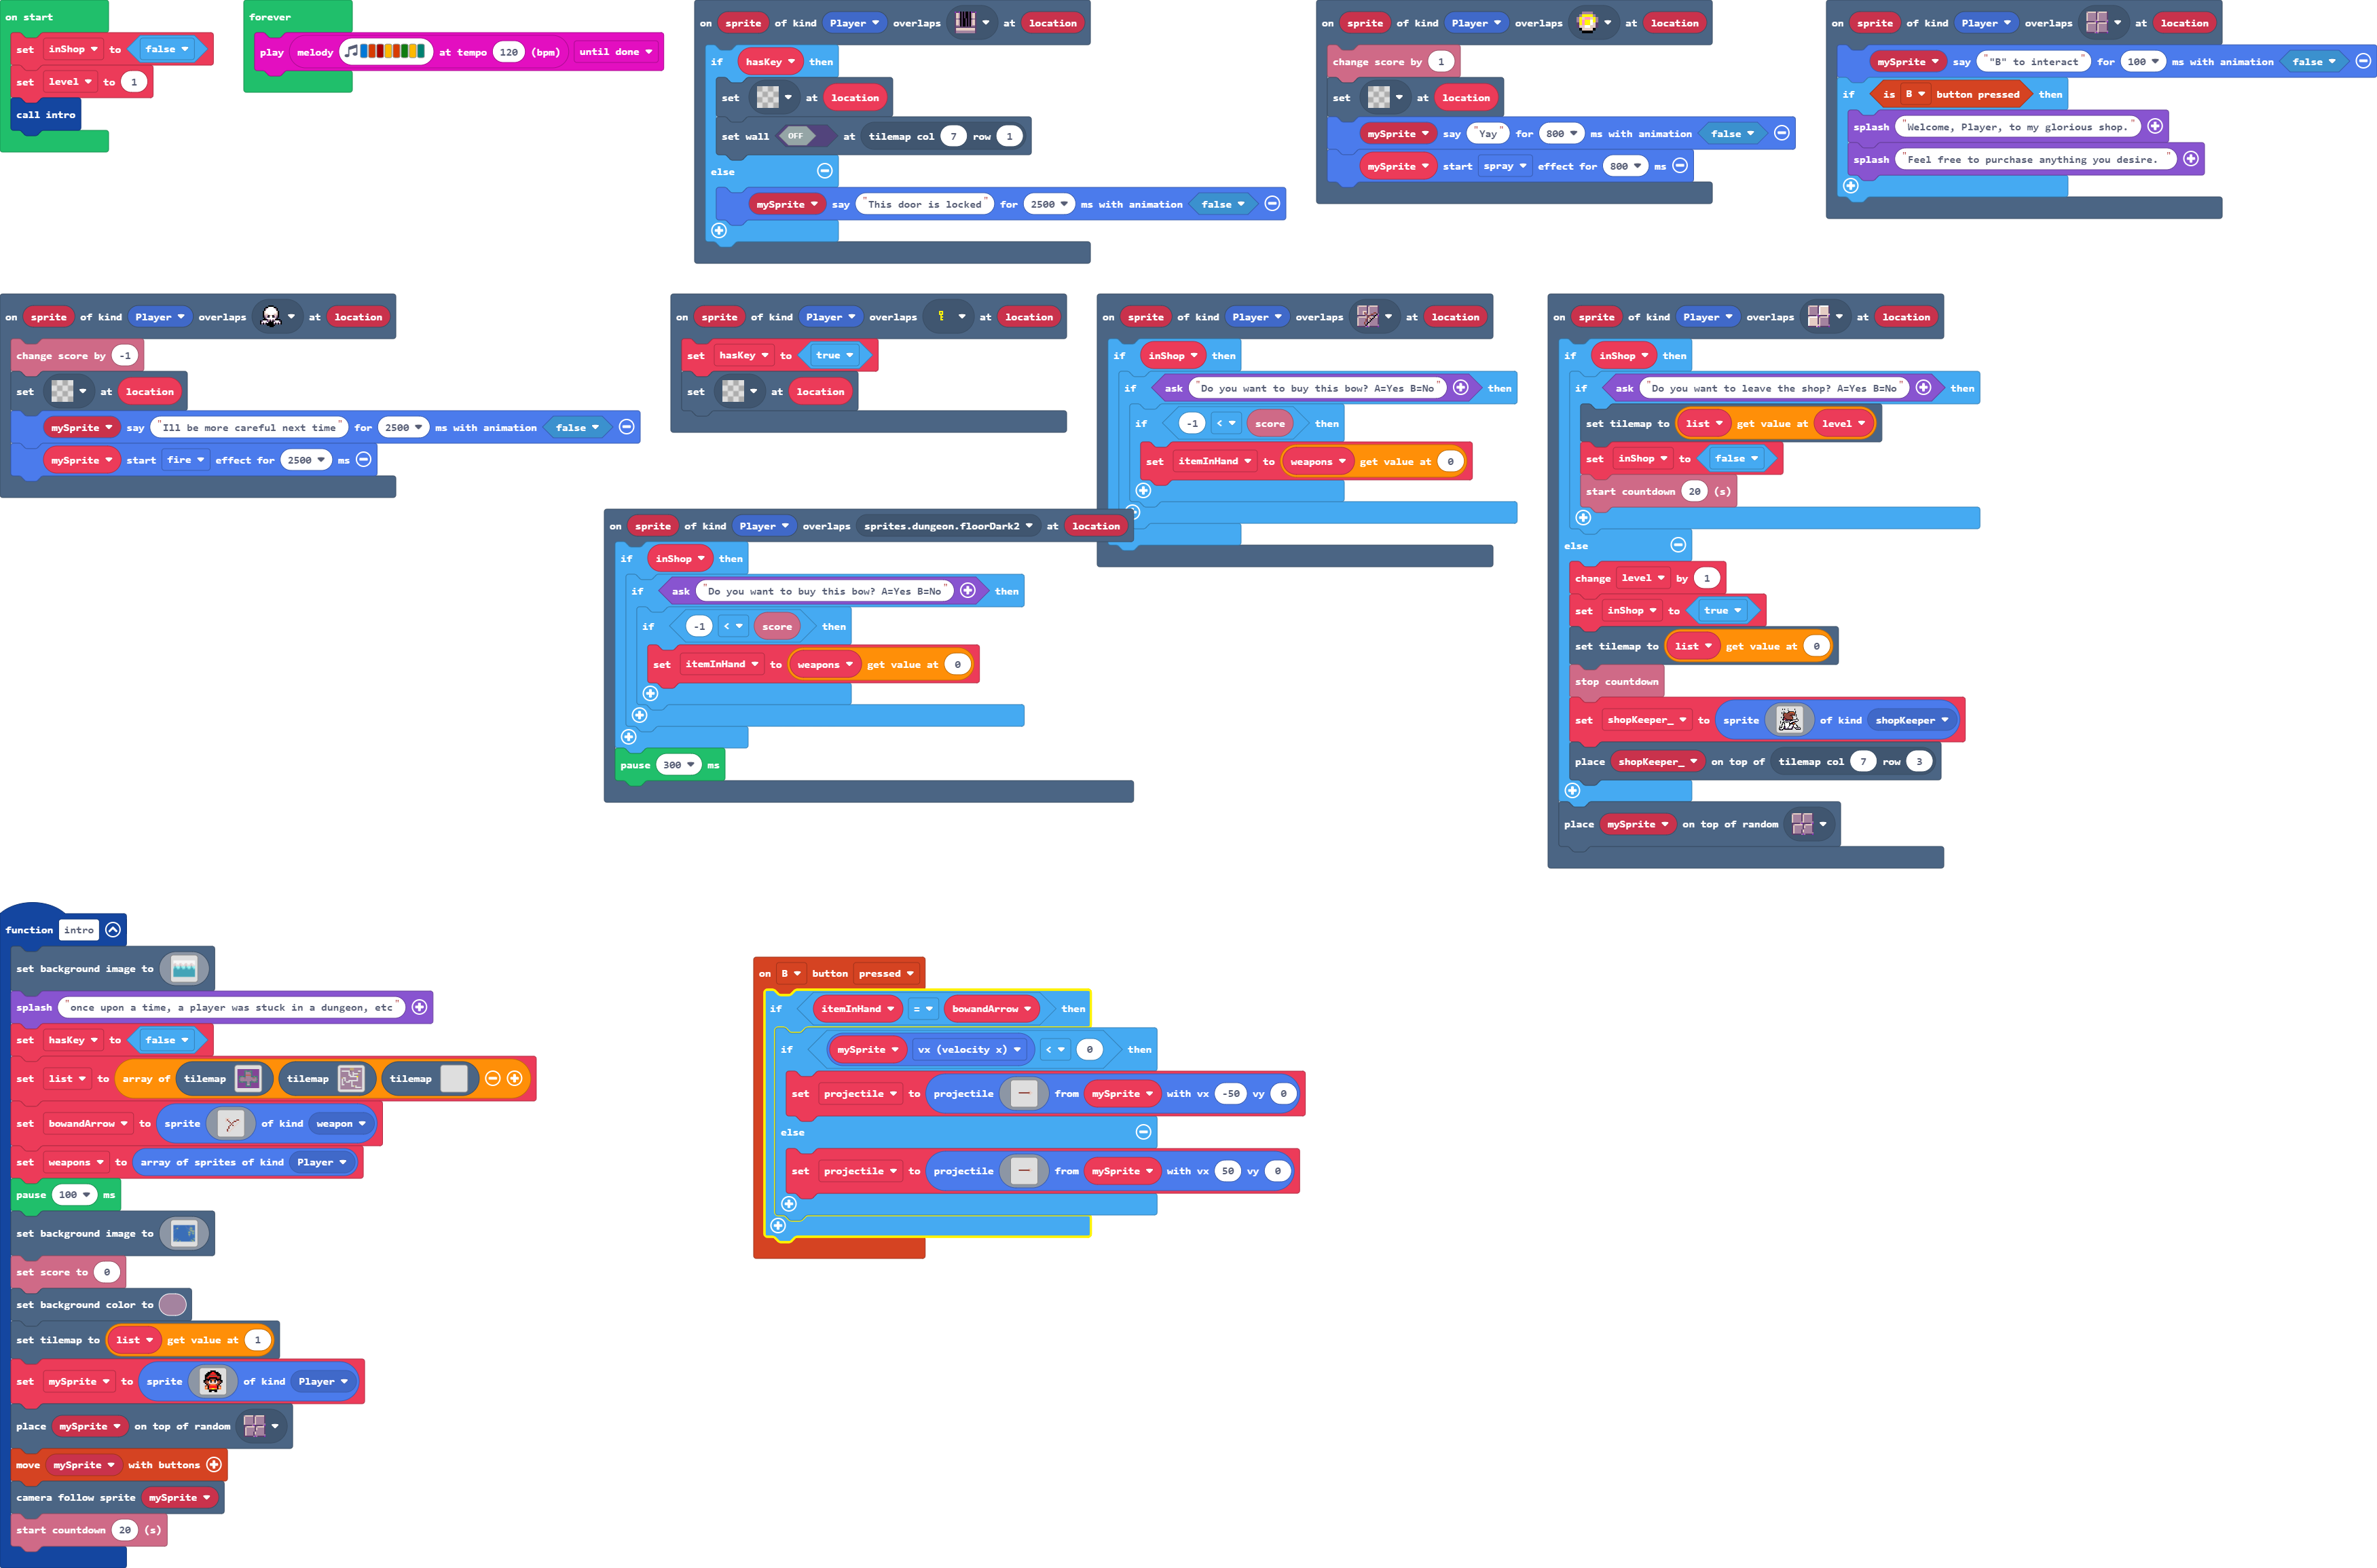 on start
set inShop to false
set level to 1
call intro
forever
play melody at tempo 120 (bpm) until done
on sprite of kind Player overlaps at location
if hasKey then
set at location
set wall OFF at tilemap col 7 row 1
else
mySprite say "This door is locked" for 2500 ms with animation false
on sprite of kind Player overlaps at location
change score by 1
set at location
mySprite say "Yay" for 800 ms with animation false
mySprite start spray effect for 800 ms
on sprite of kind Player overlaps at location
mySprite say ""B" to interact" for 100 ms with animation false
if is B button pressed then
splash "Welcome, Player, to my glorious shop."
splash "Feel free to purchase anything you desire. "
on sprite of kind Player overlaps at location
change score by -1
set at location
mySprite say "Ill be more careful next time" for 2500 ms with animation false
mySprite start fire effect for 2500 ms
on sprite of kind Player overlaps at location
set hasKey to true
set at location
on sprite of kind Player overlaps at location
if inShop then
if ask "Do you want to buy this bow? A=Yes B=No" then
if -1 < score then
set itemInHand to weapons get value at 0
on sprite of kind Player overlaps at location
if inShop then
if ask "Do you want to leave the shop? A=Yes B=No" then
set tilemap to list get value at level
set inShop to false
start countdown 20 (s)
else
change level by 1
set inShop to true
set tilemap to list get value at 0
stop countdown
set shopKeeper_ to sprite of kind shopKeeper
place shopKeeper_ on top of tilemap col 7 row 3
place mySprite on top of random
on sprite of kind Player overlaps sprites.dungeon.floorDark2 at location
if inShop then
if ask "Do you want to buy this bow? A=Yes B=No" then
if -1 < score then
set itemInHand to weapons get value at 0
pause 300 ms
function intro
set background image to
splash "once upon a time, a player was stuck in a dungeon, etc"
set hasKey to false
set list to array of tilemap tilemap tilemap
set bowandArrow to sprite of kind weapon
set weapons to array of sprites of kind Player
pause 100 ms
set background image to
set score to 0
set background color to
set tilemap to list get value at 1
set mySprite to sprite of kind Player
place mySprite on top of random
move mySprite with buttons
camera follow sprite mySprite
start countdown 20 (s)
on B button pressed
if itemInHand = bowandArrow then
if mySprite vx (velocity x) < 0 then
set projectile to projectile from mySprite with vx -50 vy 0
else
set projectile to projectile from mySprite with vx 50 vy 0